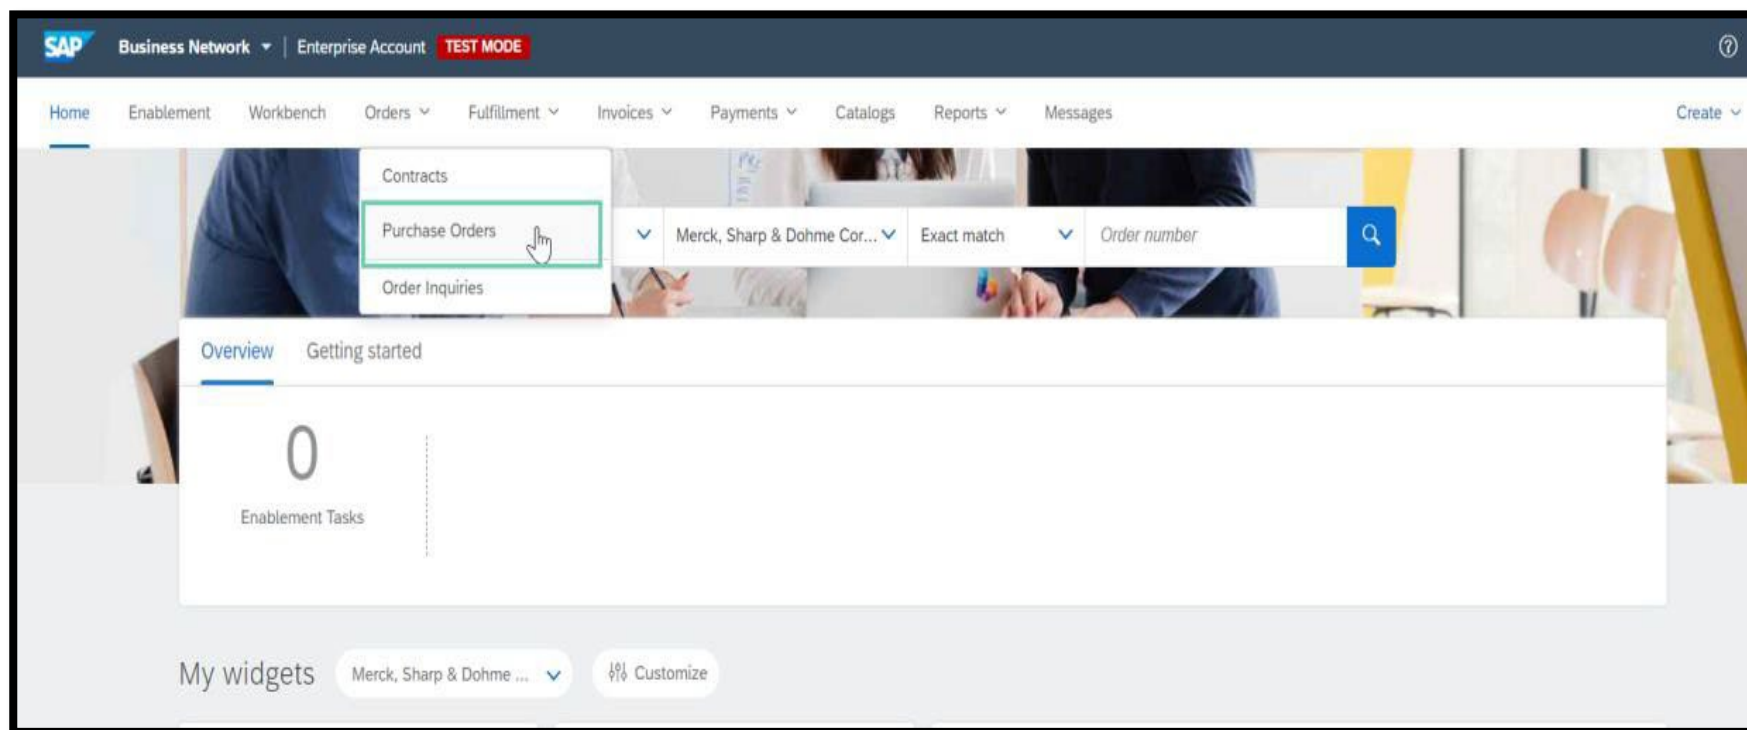 SAP Business Network Enterprise Account TEST MODE
Home Enablement Workbench Orders Fulfillment Invoices Payments Catalogs Reports Messages Create
Contracts
Purchase Orders
Merck, Sharp & Dohme Cor... Exact match Order number
Order Inquiries
Overview Getting started
0
Enablement Tasks
My widgets Merck, Sharp & Dohme ... Customize